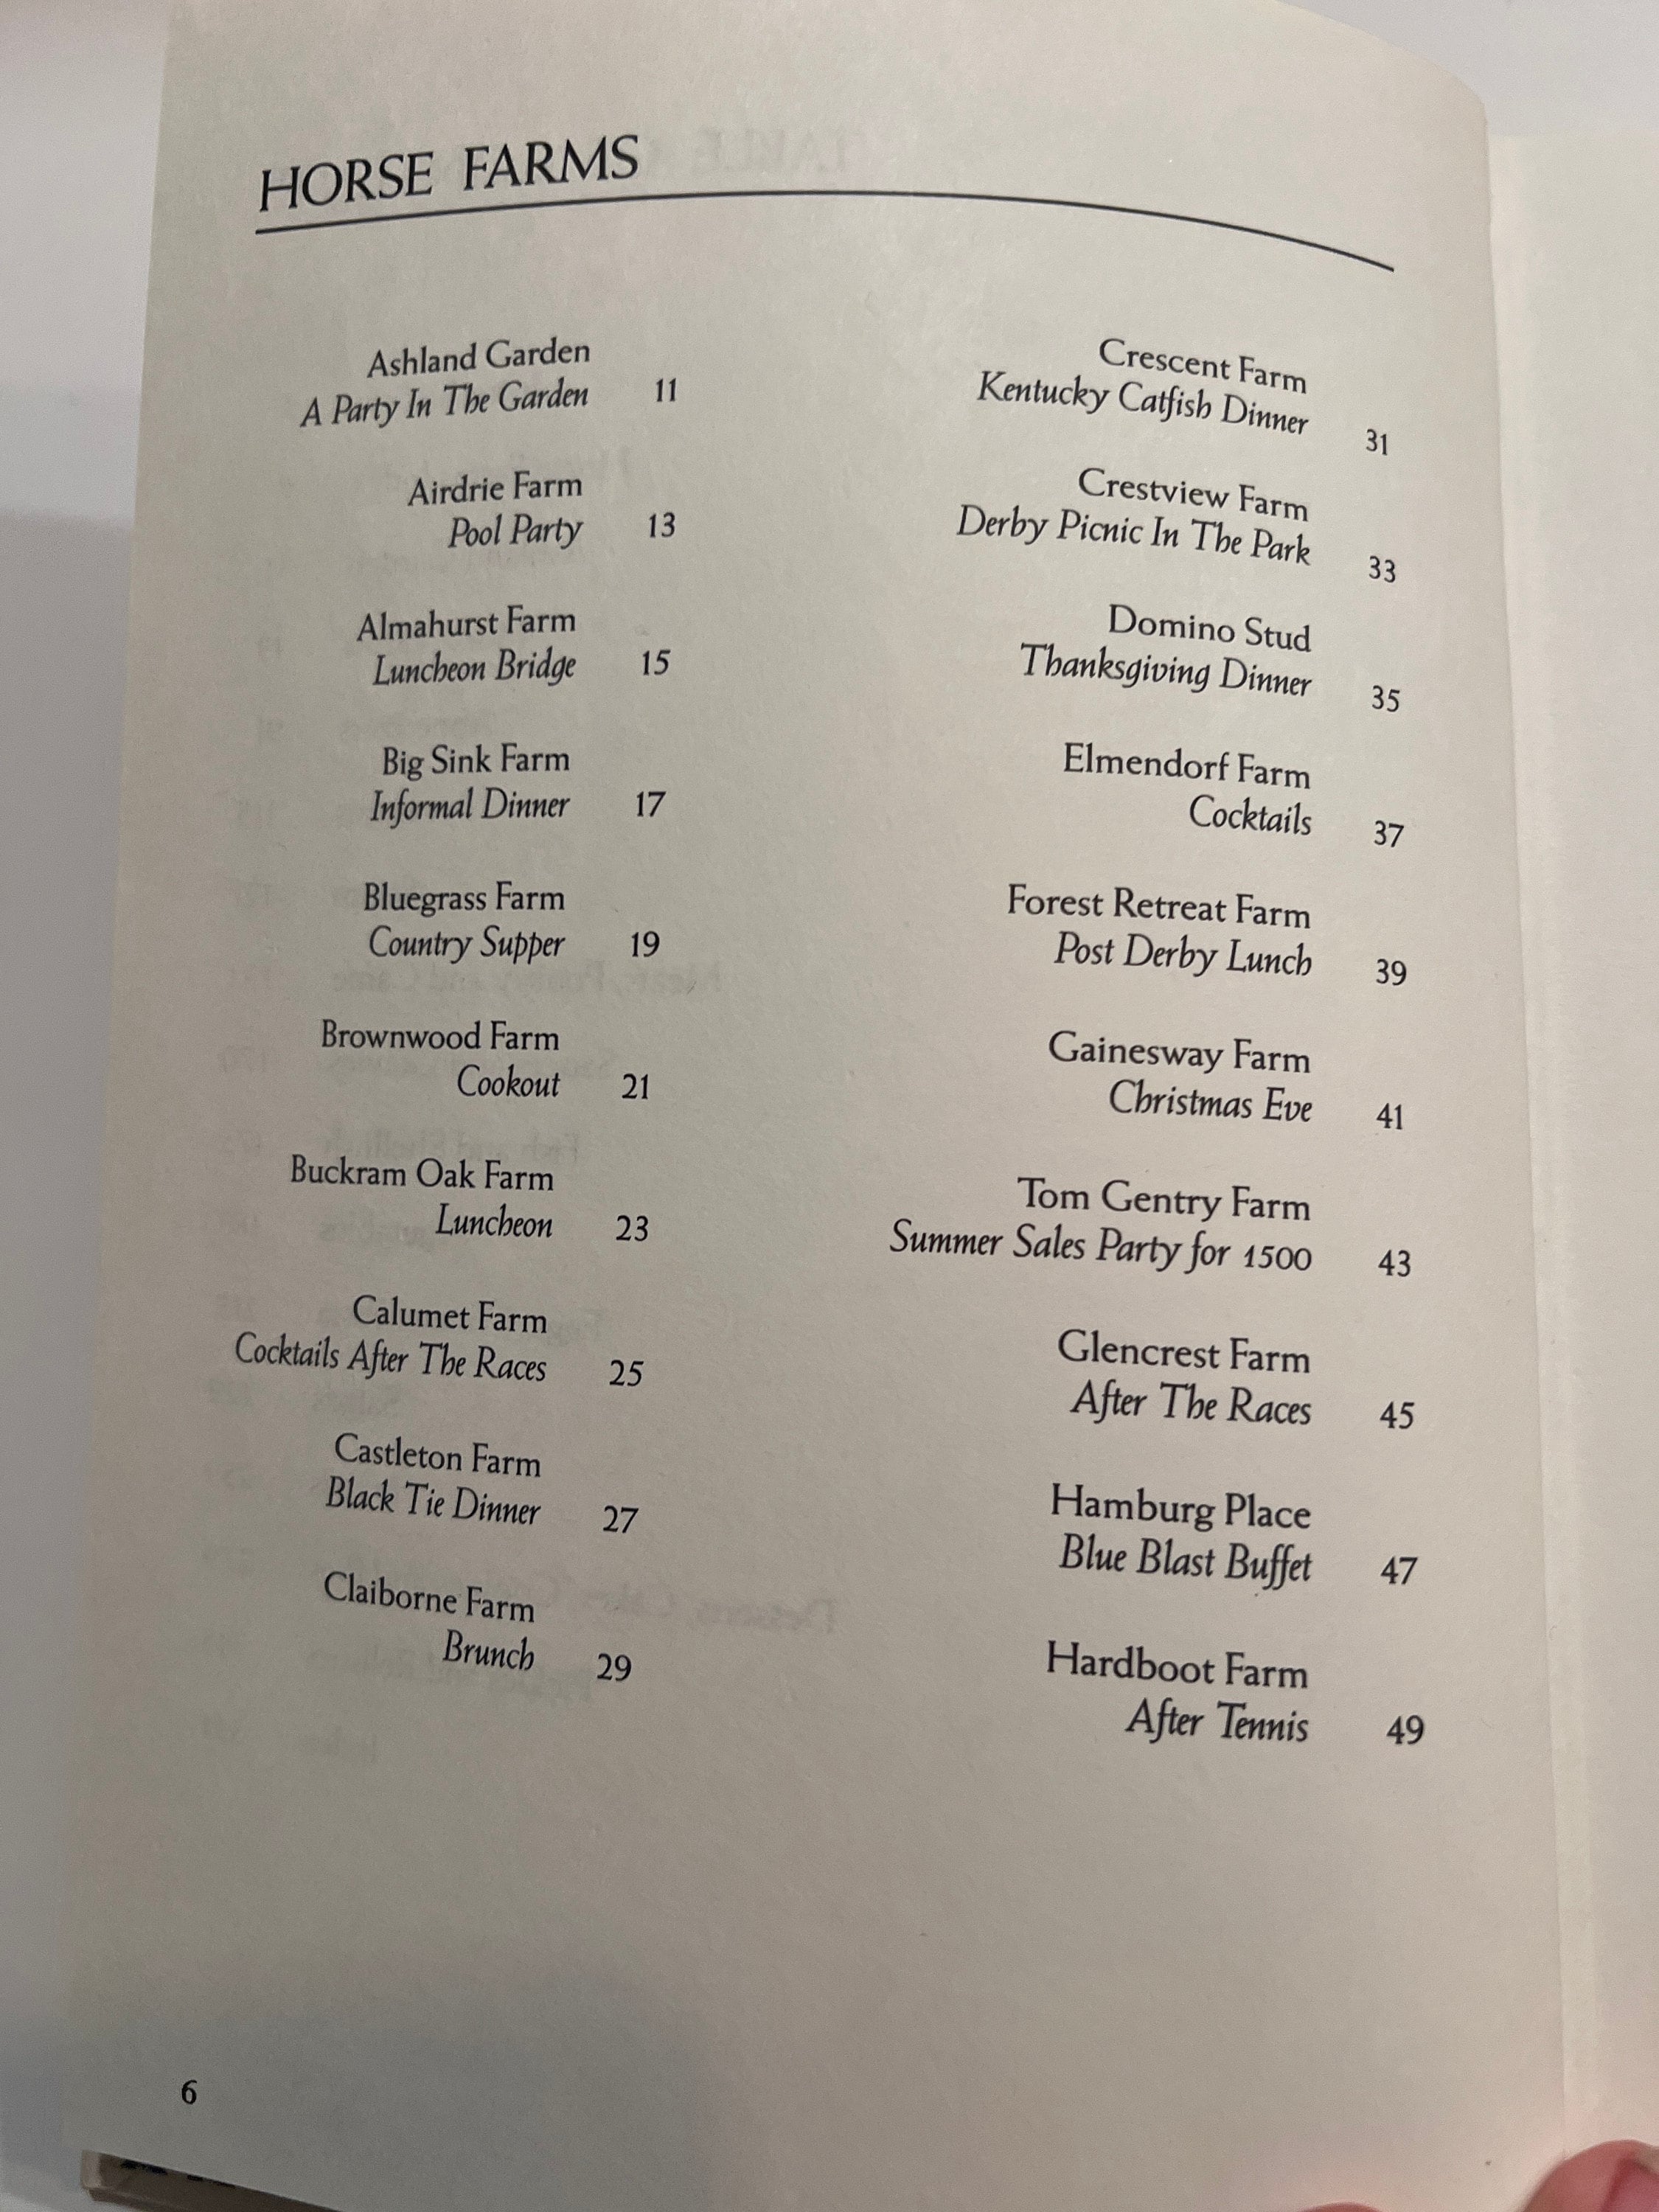 HORSE FARMS
Ashland Garden
A Party In The Garden 11
Airdrie Farm
Pool Party 13
Almahurst Farm
Luncheon Bridge 15
Big Sink Farm
Informal Dinner 17
Bluegrass Farm
Country Supper 19
Brownwood Farm
Cookout 21
Buckram Oak Farm
Luncheon 23
Calumet Farm
Cocktails After The Races 25
Castleton Farm
Black Tie Dinner 27
Claiborne Farm
Brunch 29
Crescent Farm
Kentucky Catfish Dinner 31
Crestview Farm
Derby Picnic In The Park 33
Domino Stud
Thanksgiving Dinner 35
Elmendorf Farm
Cocktails 37
Forest Retreat Farm
Post Derby Lunch 39
Gainesway Farm
Christmas Eve 41
Tom Gentry Farm
Summer Sales Party for 1500 43
Glencrest Farm
After The Races 45
Hamburg Place
Blue Blast Buffet 47
Hardboot Farm
After Tennis 49
6